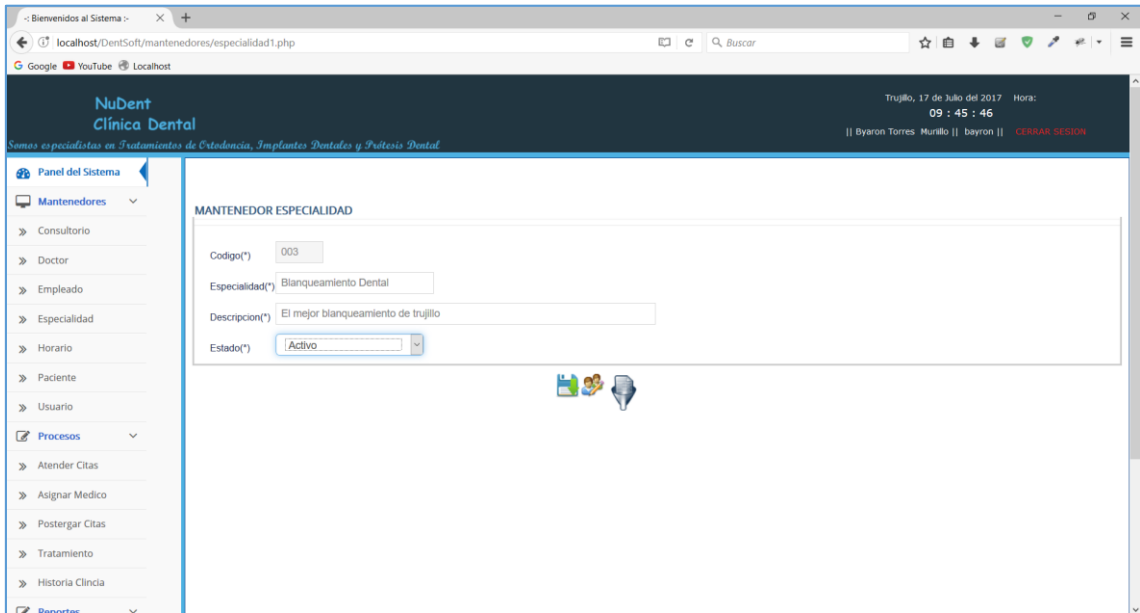 -: Bienvenidos al Sistema :-
localhost/DentSoft/mantenedores/especialidad1.php
Buscar
Google YouTube Localhost
NuDent
Clínica Dental
Somos especialistas en Tratamientos de Ortodoncia, Implantes Dentales y Prótesis Dental
Trujillo, 17 de Julio del 2017 Hora:
09 : 45 : 46
|| Byaron Torres Murillo || bayron || CERRAR SESION
Panel del Sistema
Mantenedores
Consultorio
Doctor
Empleado
Especialidad
Horario
Paciente
Usuario
Procesos
Atender Citas
Asignar Medico
Postergar Citas
Tratamiento
Historia Clincia
Reportes
MANTENEDOR ESPECIALIDAD
Codigo(*) 003
Especialidad(*) Blanqueamiento Dental
Descripcion(*) El mejor blanqueamiento de trujillo
Estado(*) Activo